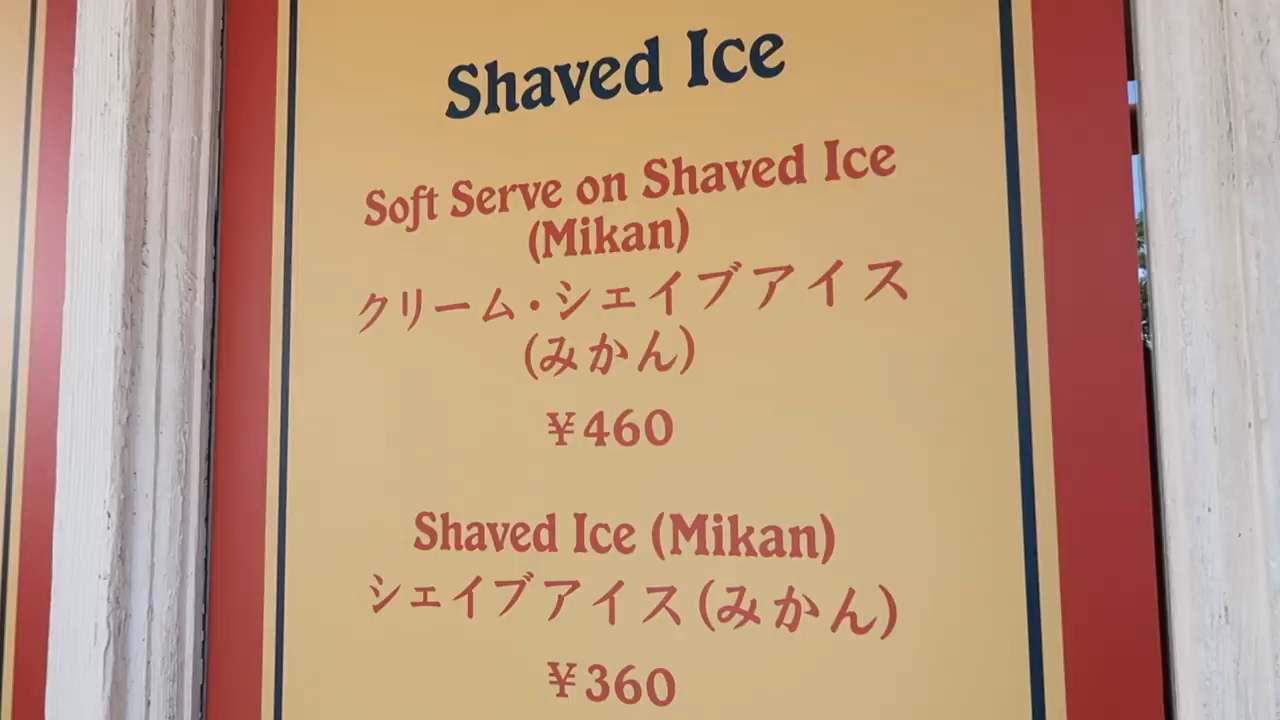 Shaved Ice
Soft Serve on Shaved Ice
(Mikan)
クリーム・シェイブアイス
(みかん)
¥460
Shaved Ice (Mikan)
シェイブアイス(みかん)
¥360